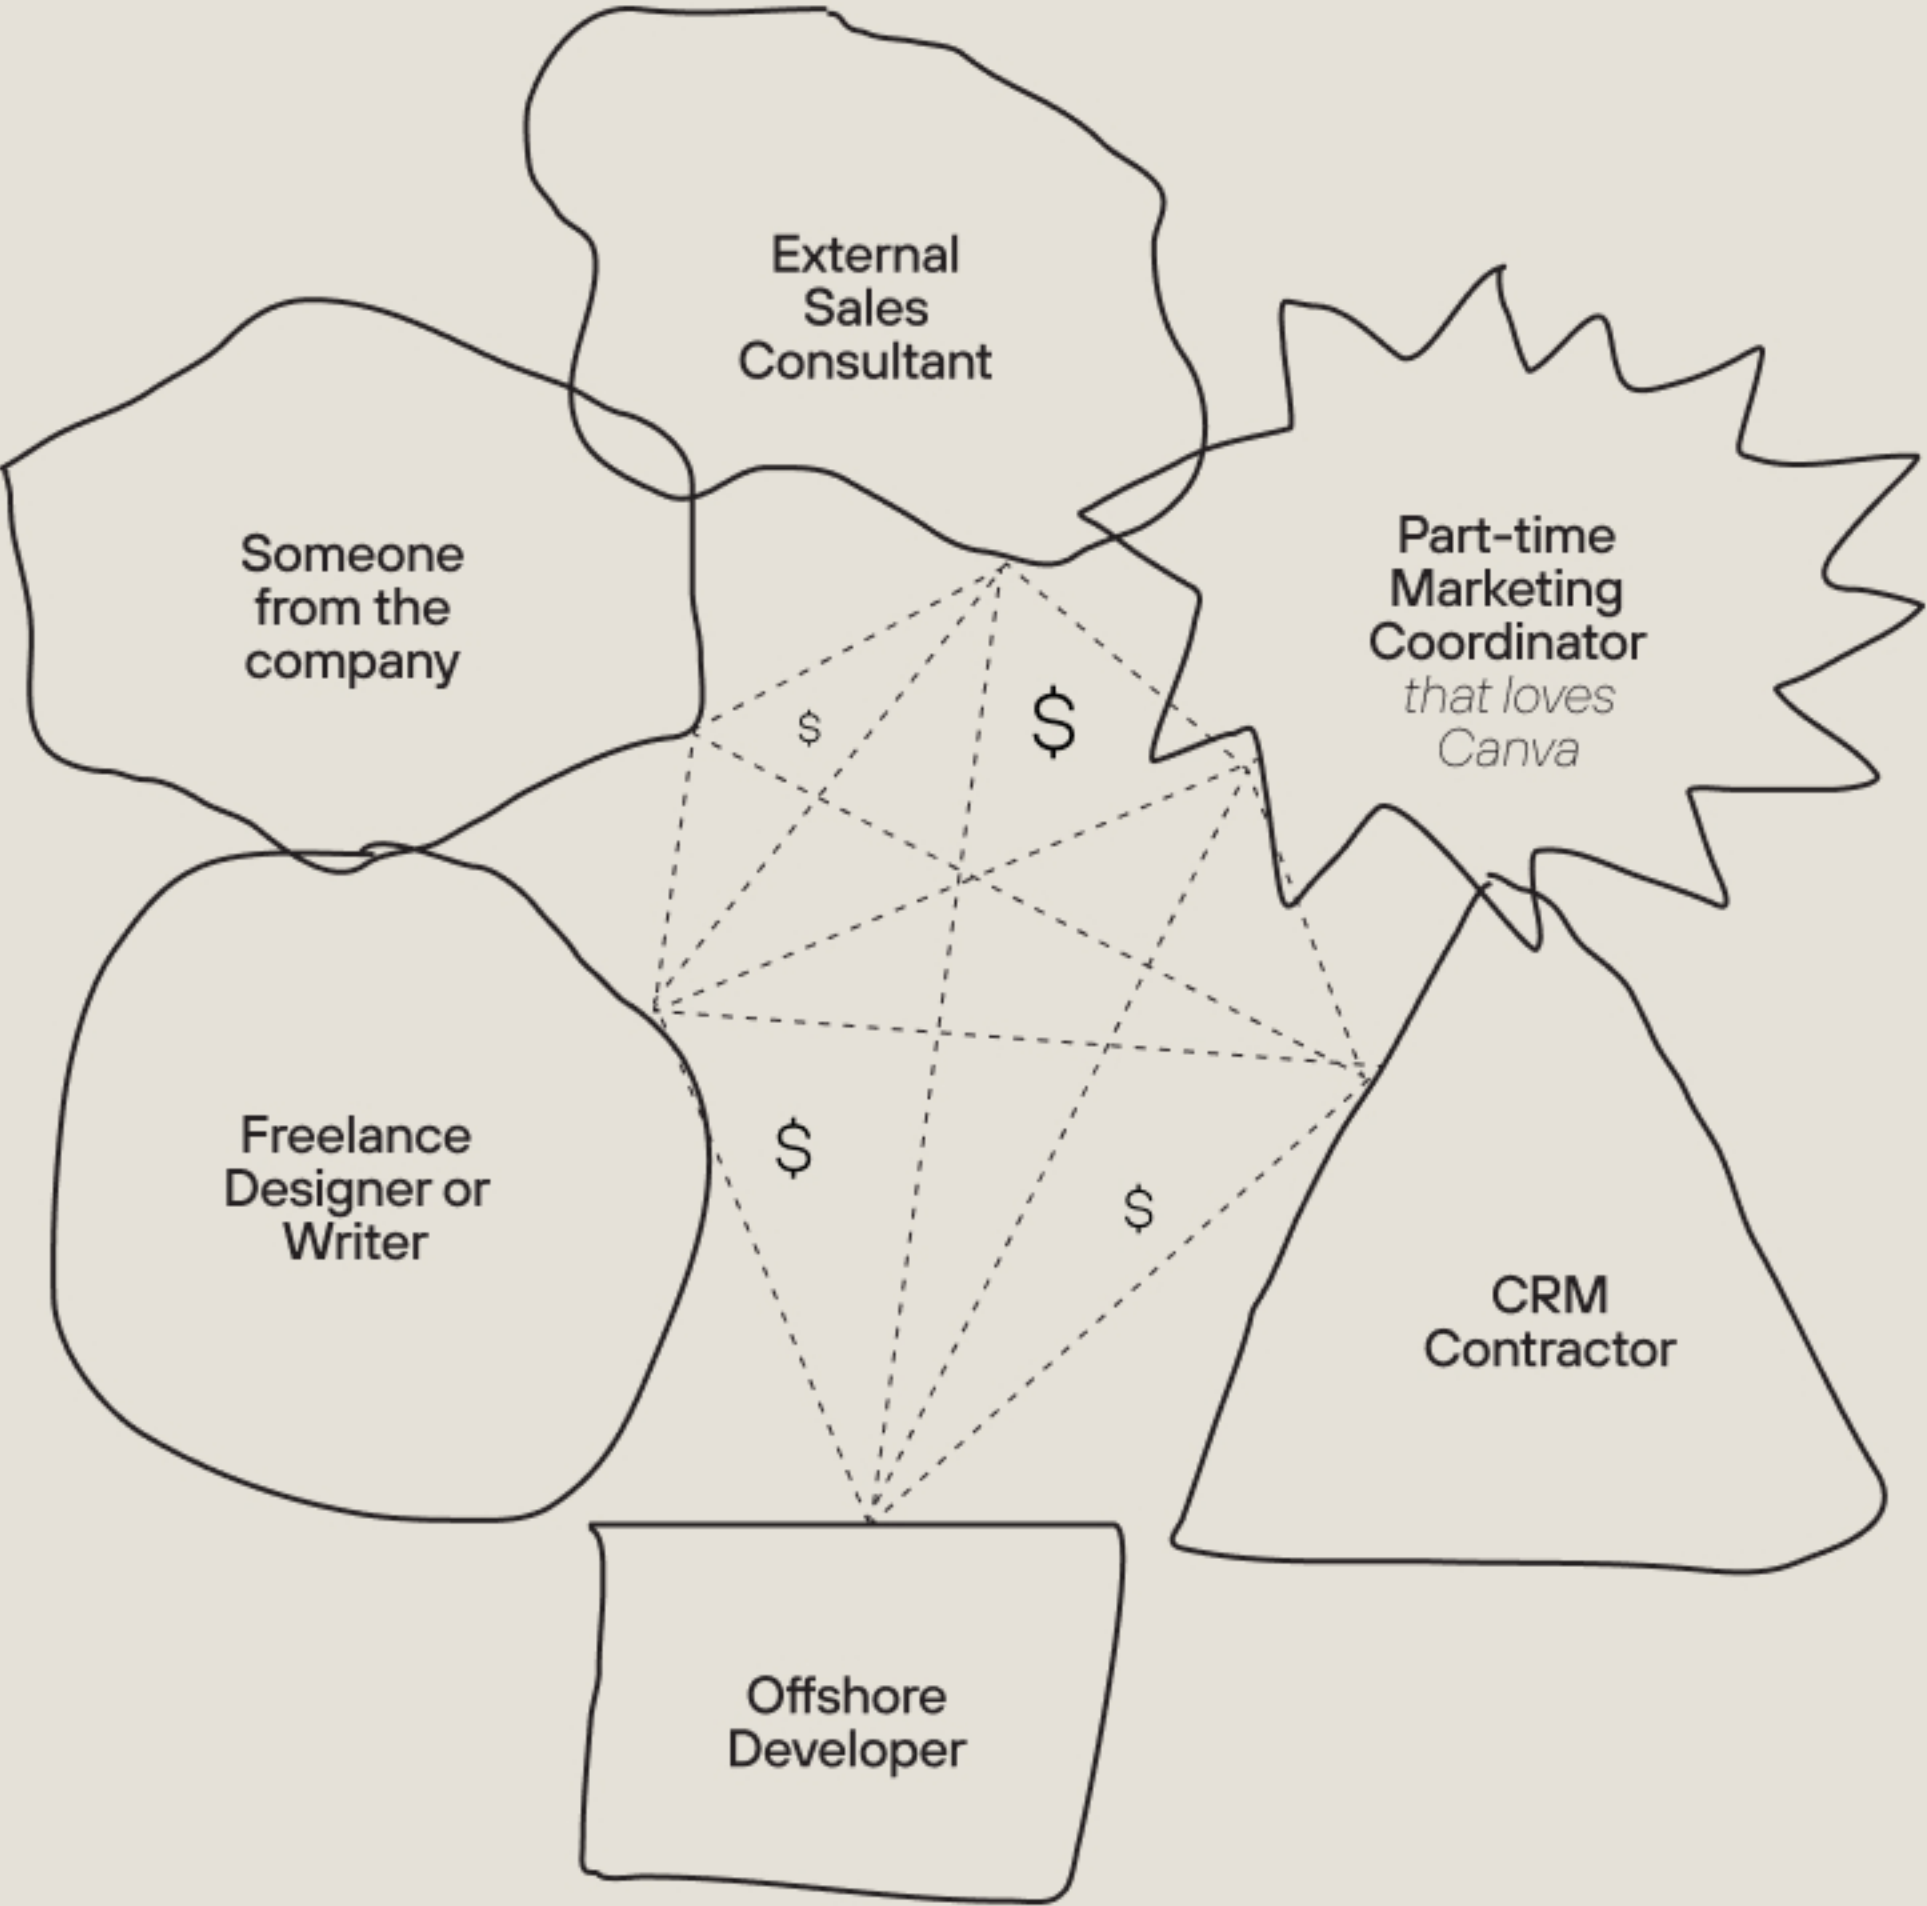 External
Sales
Consultant
Someone
from the
company
Part-time
Marketing
Coordinator
that loves
Canva
$
$
Freelance
Designer or
Writer
$
$
CRM
Contractor
Offshore
Developer